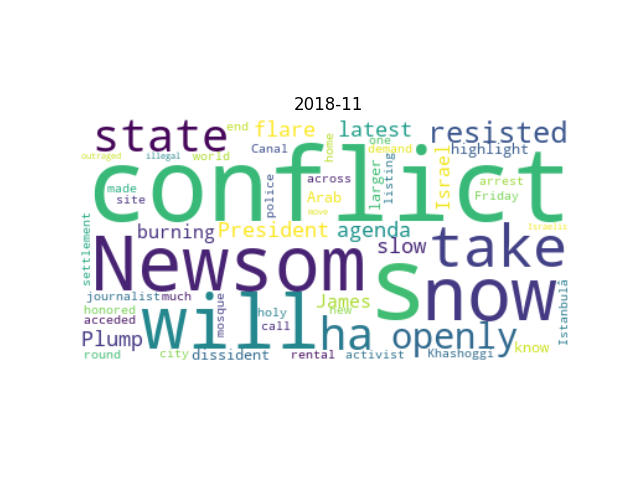 2018-11
state
end
flare
latest
resisted
Canal
home
one
demand
highlight
outraged
illegal
world
conflict
made
site
police
across
Arab
move
larger
listing
Israel
arrest
Friday
settlement
burning
President
agenda
slow
take
Israelis
Newsom
s
now
journalist
much
mosque
holy
call
James
new
honored
acceded
will
ha
openly
Istanbulâ
Plump
know
round
city
dissident
rental
activist
Khashoggi